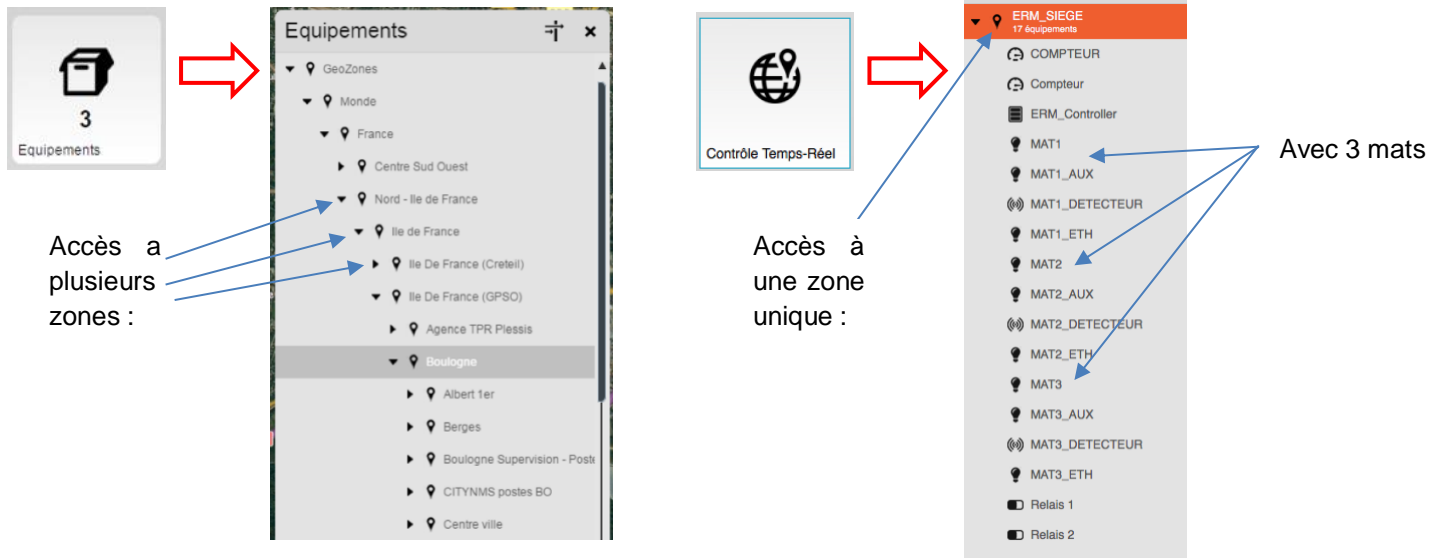 3
Equipements
Accès a
plusieurs
zones :
Equipements
GeoZones
Monde
France
Centre Sud Ouest
Nord - Ile de France
Ile de France
Ile De France (Creteil)
Ile De France (GPSO)
Agence TPR Plessis
Boulogne
Albert 1er
Berges
Boulogne Supervision - Poste
CITYNMS postes BO
Centre ville
Contrôle Temps-Réel
Accès à
une zone
unique :
ERM_SIEGE
17 équipements
COMPTEUR
Compteur
ERM_Controller
MAT1
MAT1_AUX
MAT1_DETECTEUR
MAT1_ETH
MAT2
MAT2_AUX
MAT2_DETECTEUR
MAT2_ETH
MAT3
MAT3_AUX
MAT3_DETECTEUR
MAT3_ETH
Relais 1
Relais 2
Avec 3 mats